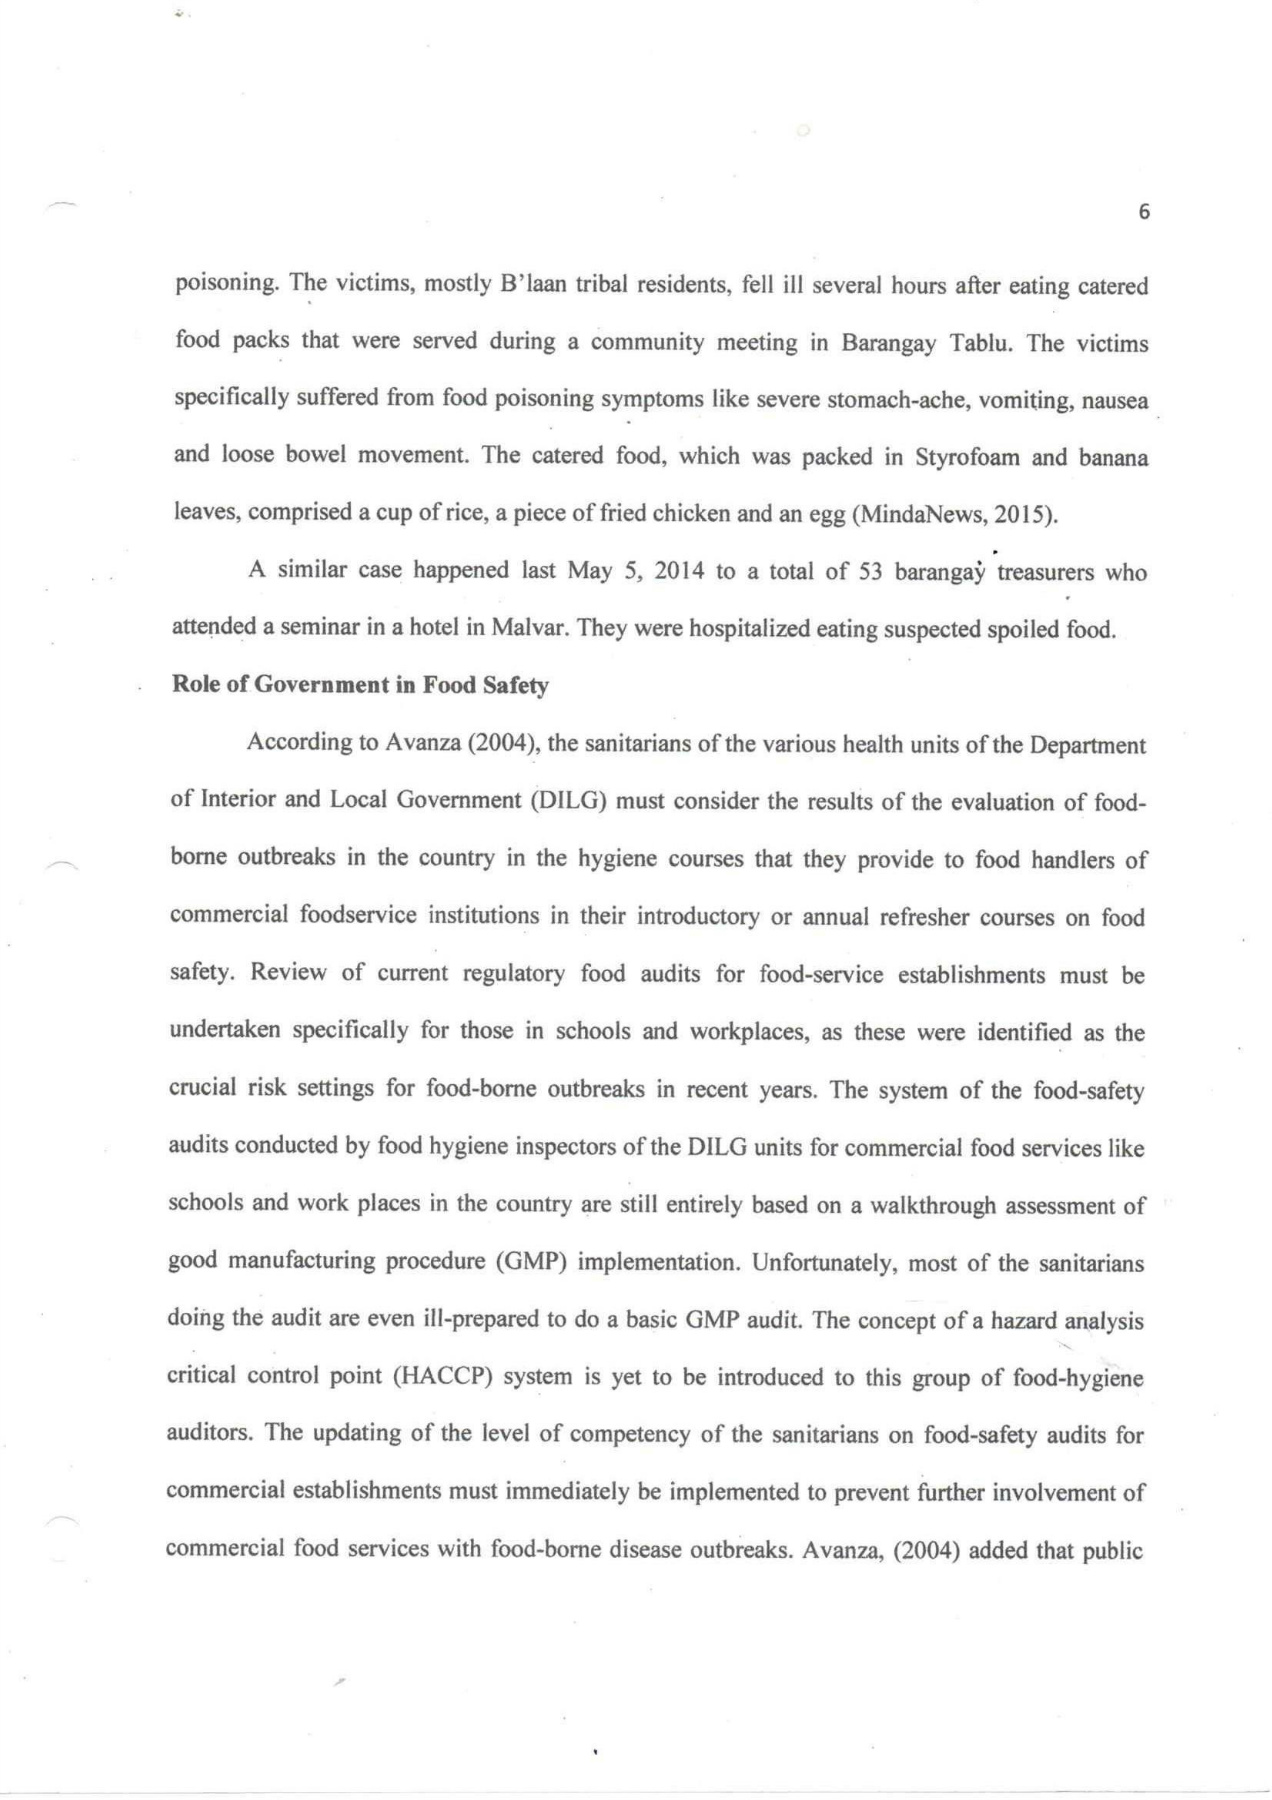 6
poisoning. The victims, mostly B'laan tribal residents, fell ill several hours after eating catered
food packs that were served during a community meeting in Barangay Tablu. The victims
specifically suffered from food poisoning symptoms like severe stomach-ache, vomiting, nausea
and loose bowel movement. The catered food, which was packed in Styrofoam and banana
leaves, comprised a cup of rice, a piece of fried chicken and an egg (MindaNews, 2015).
A similar case happened last May 5, 2014 to a total of 53 barangay treasurers who
attended a seminar in a hotel in Malvar. They were hospitalized eating suspected spoiled food.
Role of Government in Food Safety
According to Avanza (2004), the sanitarians of the various health units of the Department
of Interior and Local Government (DILG) must consider the results of the evaluation of food-
borne outbreaks in the country in the hygiene courses that they provide to food handlers of
commercial foodservice institutions in their introductory or annual refresher courses on food
safety. Review of current regulatory food audits for food-service establishments must be
undertaken specifically for those in schools and workplaces, as these were identified as the
crucial risk settings for food-borne outbreaks in recent years. The system of the food-safety
audits conducted by food hygiene inspectors of the DILG units for commercial food services like
schools and work places in the country are still entirely based on a walkthrough assessment of
good manufacturing procedure (GMP) implementation. Unfortunately, most of the sanitarians
doing the audit are even ill-prepared to do a basic GMP audit. The concept of a hazard analysis
critical control point (HACCP) system is yet to be introduced to this group of food-hygiene
auditors. The updating of the level of competency of the sanitarians on food-safety audits for
commercial establishments must immediately be implemented to prevent further involvement of
commercial food services with food-borne disease outbreaks. Avanza, (2004) added that public